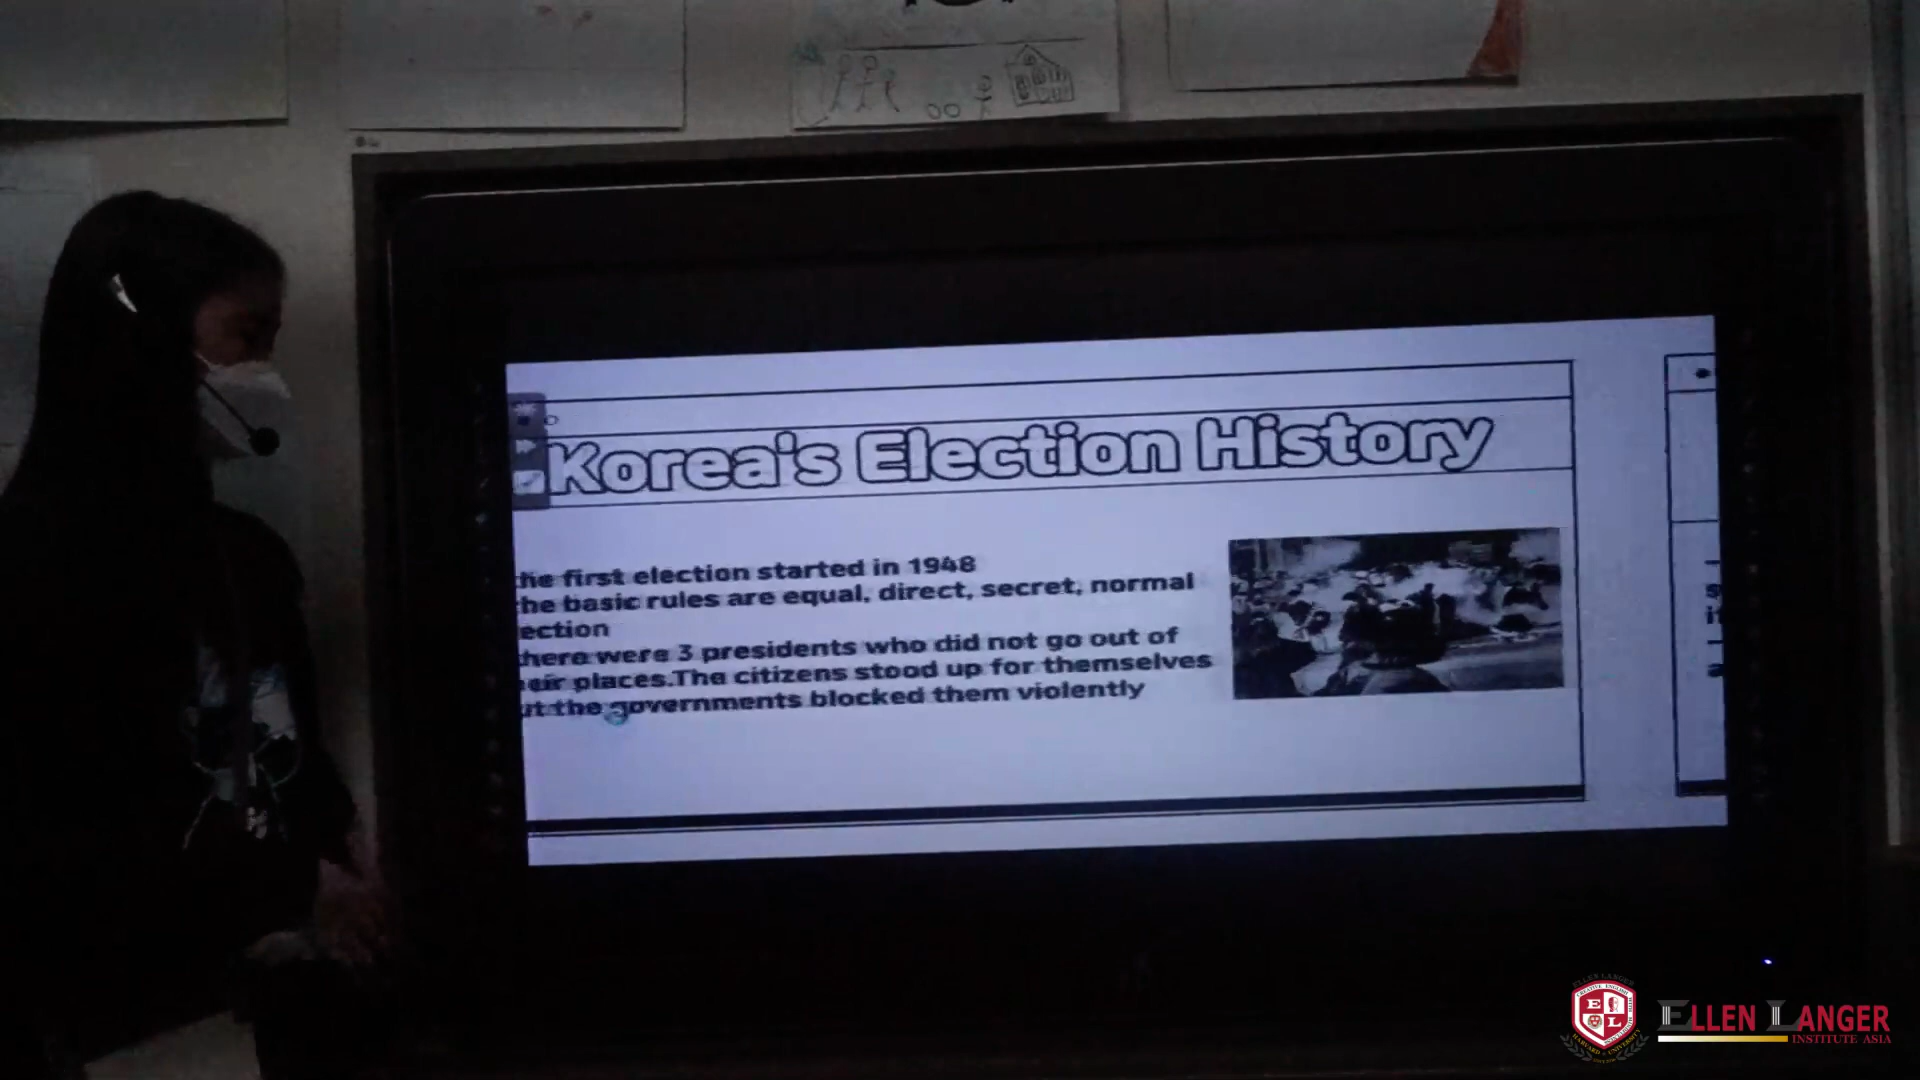 Korea's Election History
he first election started in 1948
he basic rules are equal, direct, secret, normal
ection
here were 3 presidents who did not go out of
eir places.The citizens stood up for themselves
ut the governments blocked them violently
ELLEN LANGER
INSTITUTE ASIA